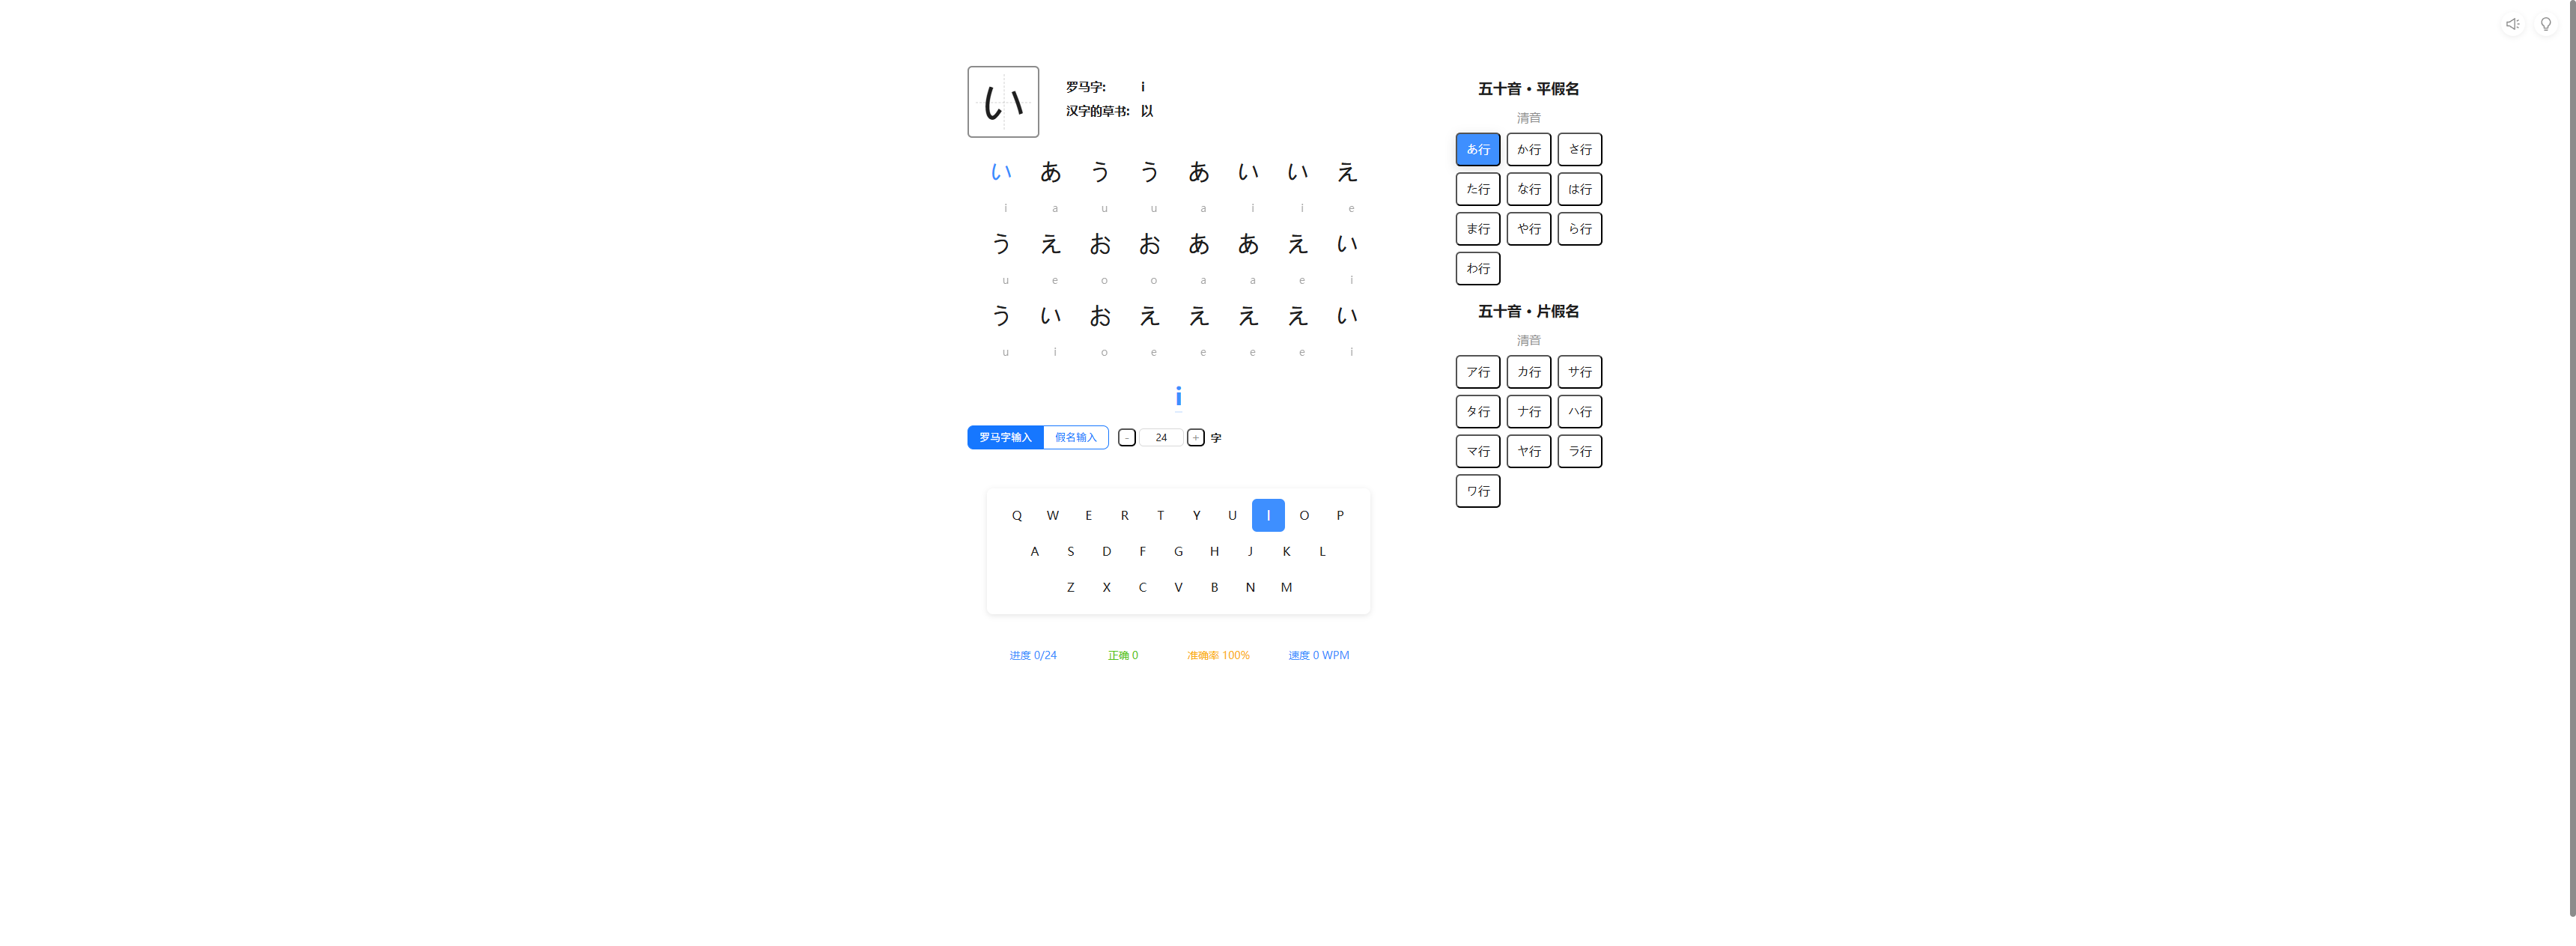 い
罗马字: i
汉字的草书: 以
い あ う う あ い い え
i a u u a i i e
う え お お あ あ え い
u e o o a a e i
う い お え え え え い
u i o e e e e i
i
罗马字输入 假名输入 - 24 + 字
Q W E R T Y U I O P
A S D F G H J K L
Z X C V B N M
进度 0/24 正确 0 准确率 100% 速度 0 WPM
五十音・平假名
清音
あ行 か行 さ行
た行 な行 は行
ま行 や行 ら行
わ行
五十音・片假名
清音
ア行 カ行 サ行
タ行 ナ行 ハ行
マ行 ヤ行 ラ行
ワ行